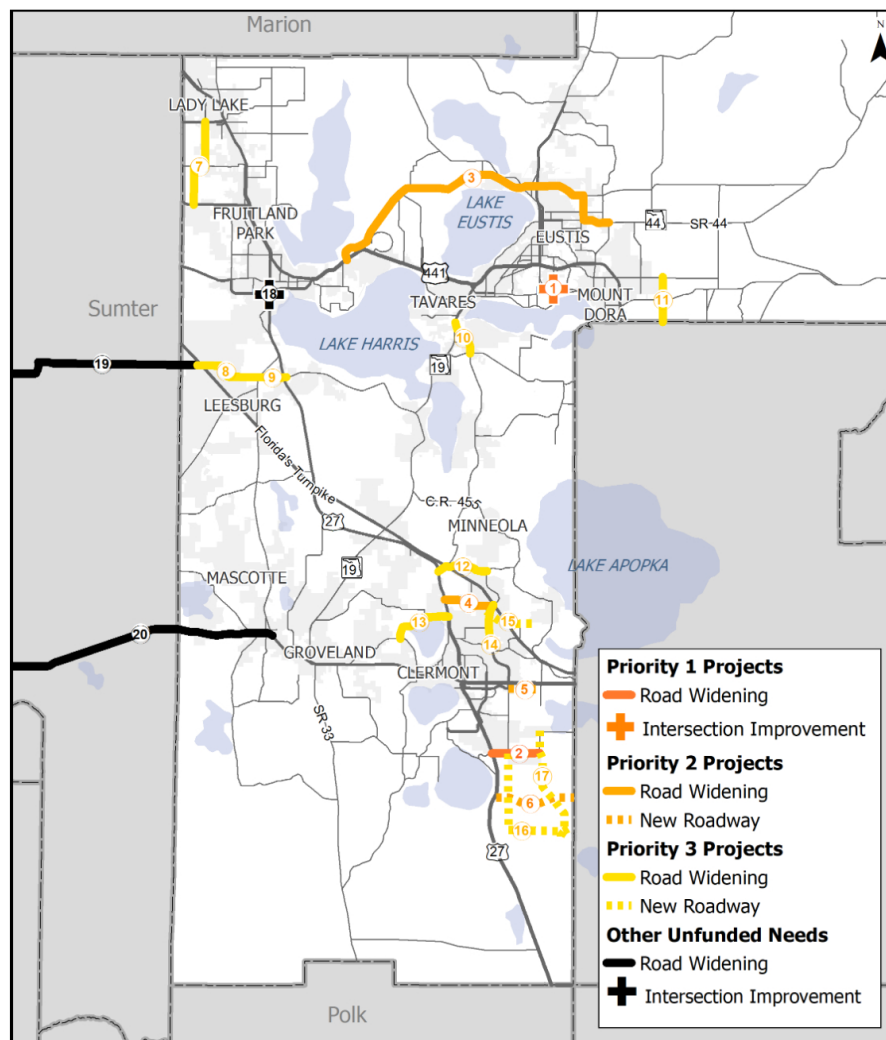 Marion
N
LADY LAKE
7
3
LAKE
EUSTIS
FRUITLAND
PARK
44
SR-44
EUSTIS
441
18
1
TAVARES
MOUNT
DORA
11
Sumter
10
LAKE HARRIS
19
19
8
9
LEESBURG
Florida's Turnpike
C.R. 455
27
MINNEOLA
LAKE APOPKA
19
12
MASCOTTE
4
13
15
20
14
GROVELAND
CLERMONT
5
SR-33
2
17
6
16
27
Polk
Priority 1 Projects
Road Widening
Intersection Improvement
Priority 2 Projects
Road Widening
New Roadway
Priority 3 Projects
Road Widening
New Roadway
Other Unfunded Needs
Road Widening
Intersection Improvement